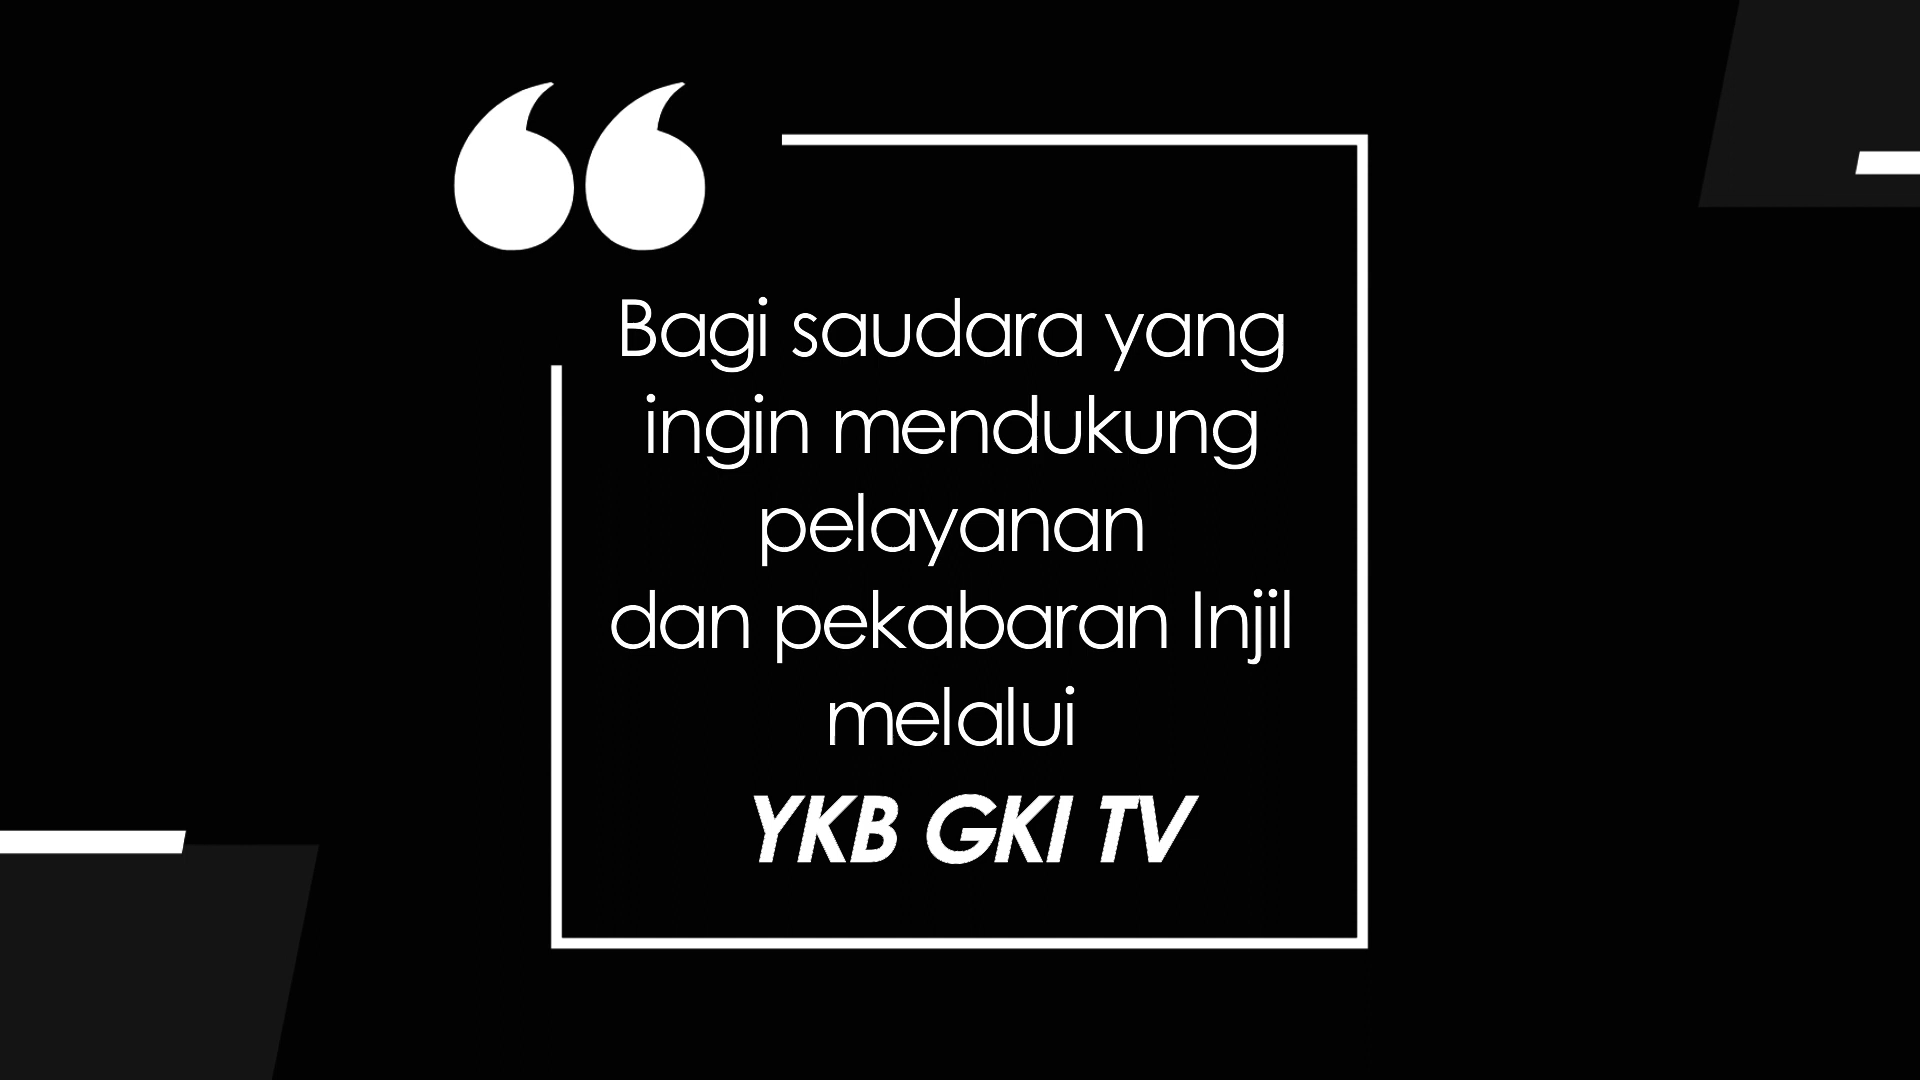 Bagi saudara yang
ingin mendukung
pelayanan
dan pekabaran Injil
melalui
YKB GKI TV